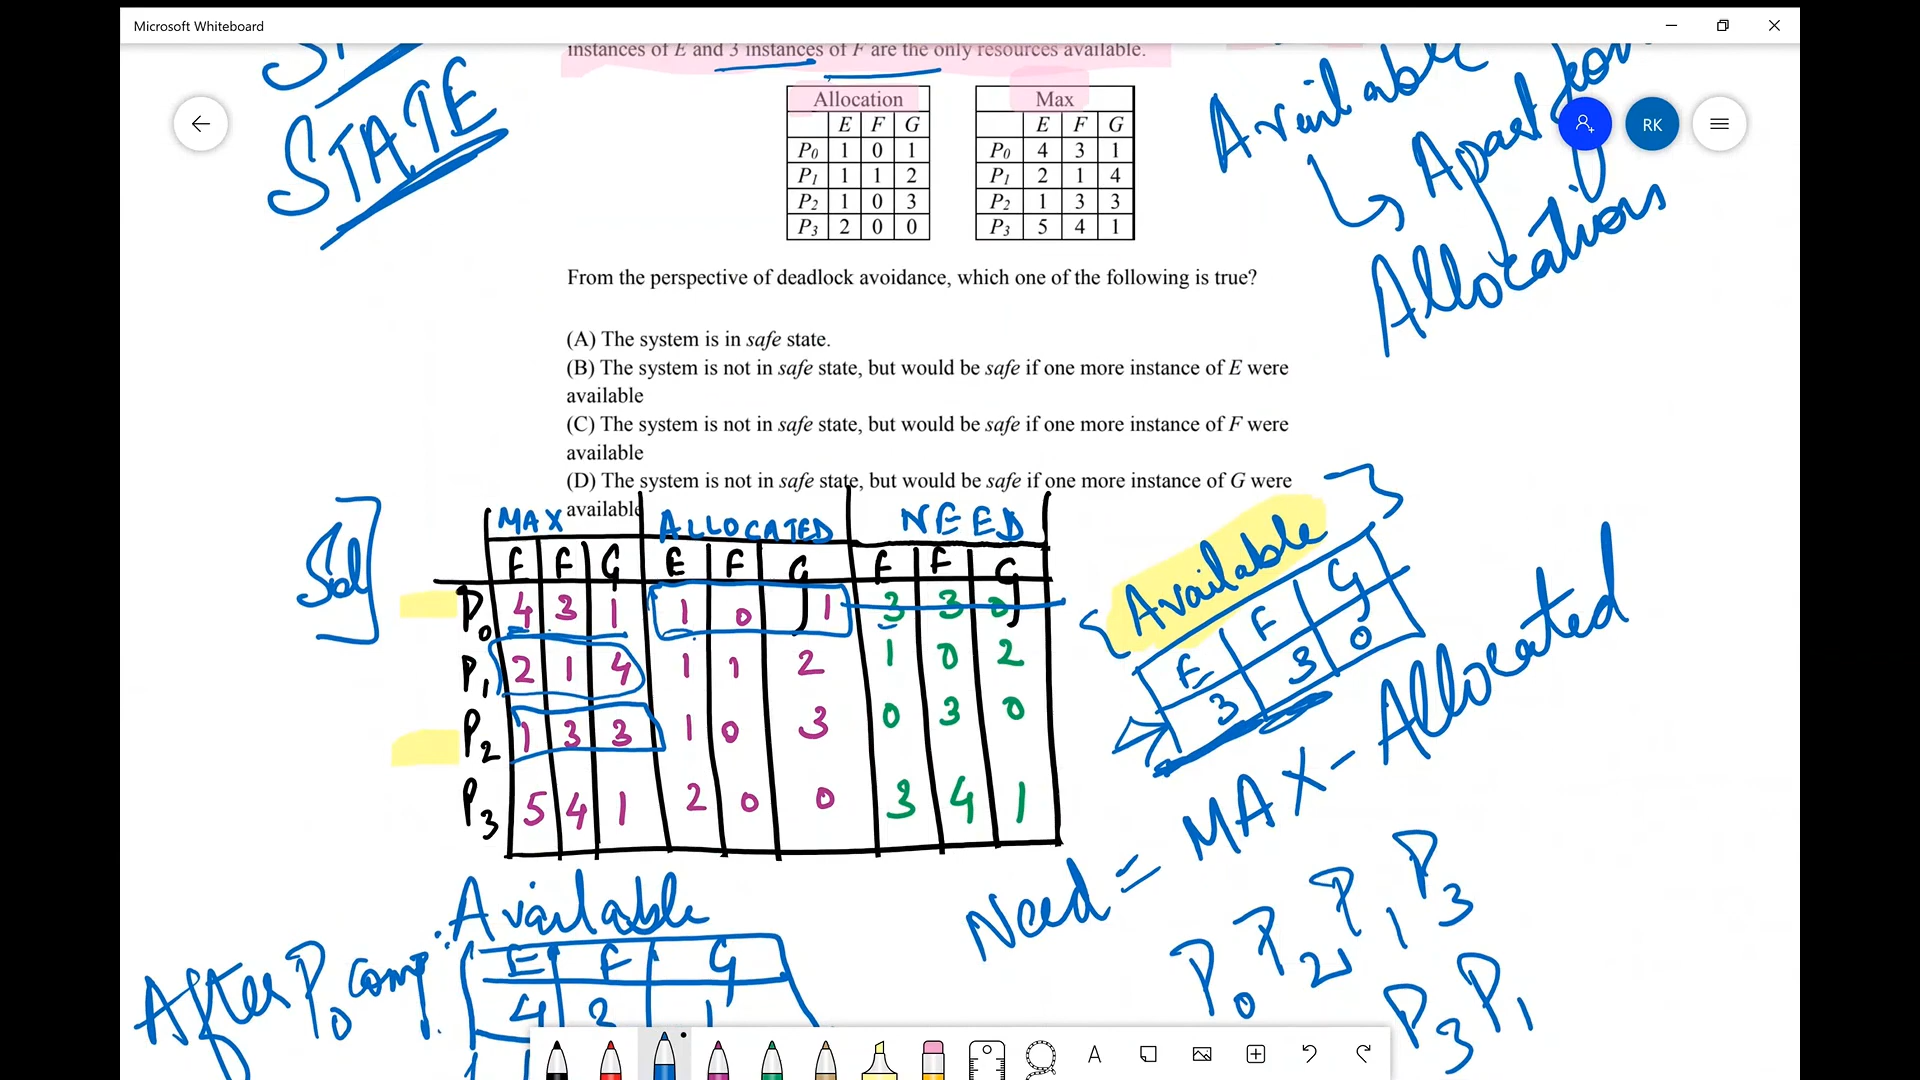 Microsoft Whiteboard
instances of E and 3 instances of F are the only resources available.
STATE
Available
Apart from
Allocations
RK
Allocation
E F G
P0 1 0 1
P1 1 1 2
P2 1 0 3
P3 2 0 0
Max
E F G
P0 4 3 1
P1 2 1 4
P2 1 3 3
P3 5 4 1
From the perspective of deadlock avoidance, which one of the following is true?
(A) The system is in safe state.
(B) The system is not in safe state, but would be safe if one more instance of E were
available
(C) The system is not in safe state, but would be safe if one more instance of F were
available
(D) The system is not in safe state, but would be safe if one more instance of G were
available
Sol
MAX ALLOCATED NEED
E F G E F G E F G
P0 4 3 1 1 0 1 3 3 0
P1 2 1 4 1 1 2 1 0 2
P2 1 3 3 1 0 3 0 3 0
P3 5 4 1 2 0 0 3 4 1
Available
E F G
3 3 0
Need = MAX - Allocated
P0 P2 P1 P3
P3 P1
After P0 comp: Available
E F G
4 3 1
A